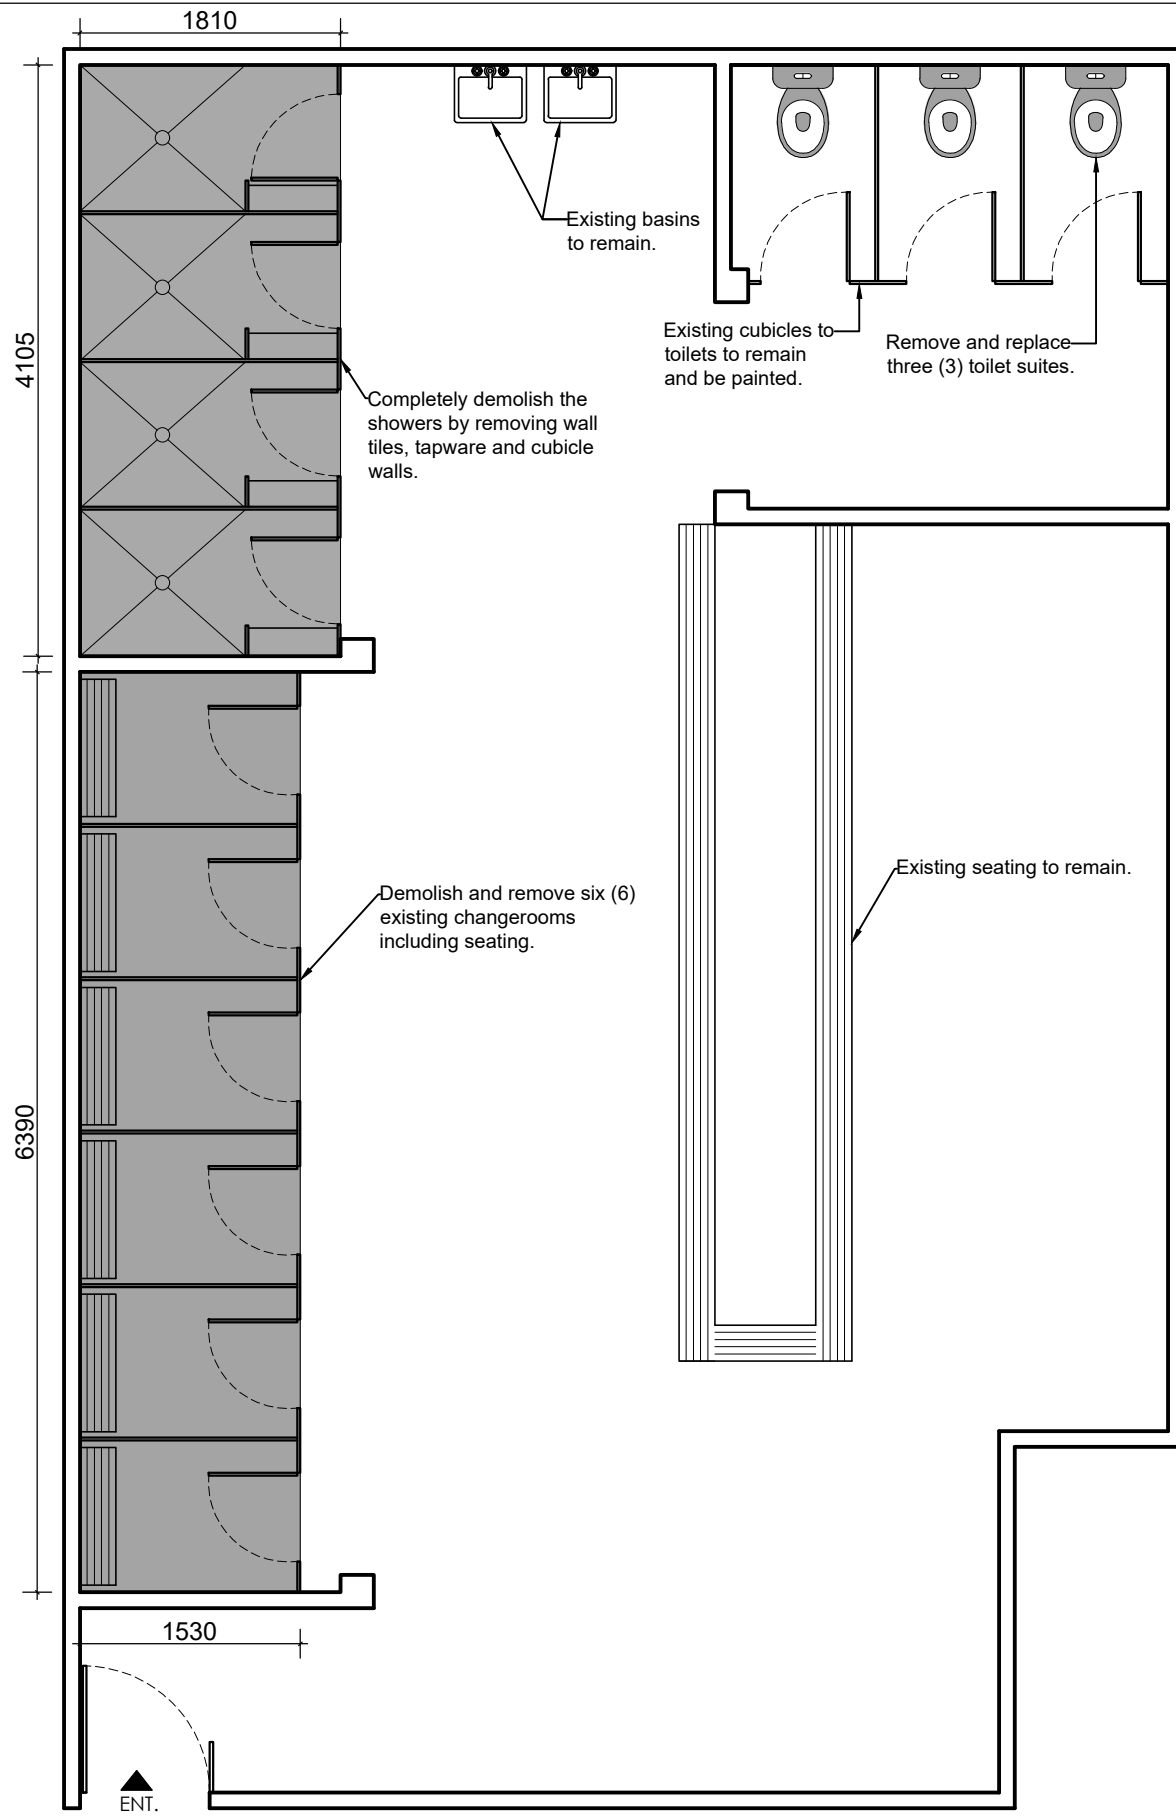 1810
Existing basins
to remain.
4105
Existing cubicles to
toilets to remain
and be painted.
Remove and replace
three (3) toilet suites.
Completely demolish the
showers by removing wall
tiles, tapware and cubicle
walls.
6390
Demolish and remove six (6)
existing changerooms
including seating.
Existing seating to remain.
1530
ENT.